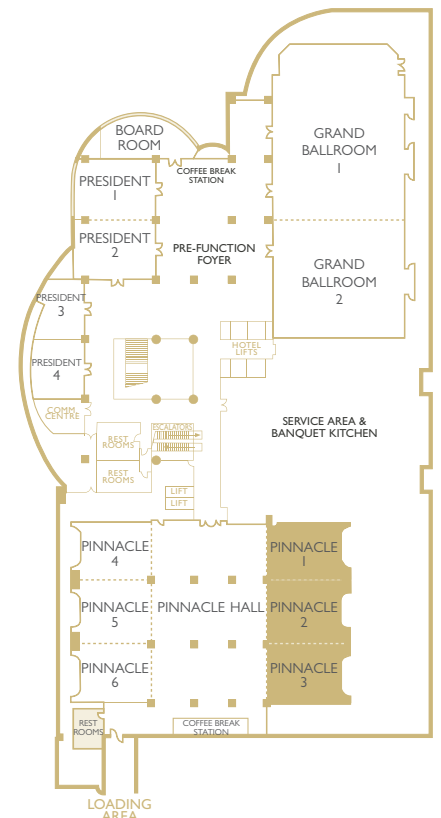 BOARD
ROOM
COFFEE BREAK
STATION
GRAND
BALLROOM
1
PRESIDENT
1
PRESIDENT
2
PRE-FUNCTION
FOYER
GRAND
BALLROOM
2
PRESIDENT
3
HOTEL
LIFTS
PRESIDENT
4
COMM.
CENTRE
ESCALATORS
SERVICE AREA &
BANQUET KITCHEN
REST
ROOMS
REST
ROOMS
LIFT
LIFT
PINNACLE
4
PINNACLE
1
PINNACLE
5
PINNACLE HALL
PINNACLE
2
PINNACLE
6
PINNACLE
3
REST
ROOMS
COFFEE BREAK
STATION
LOADING
AREA